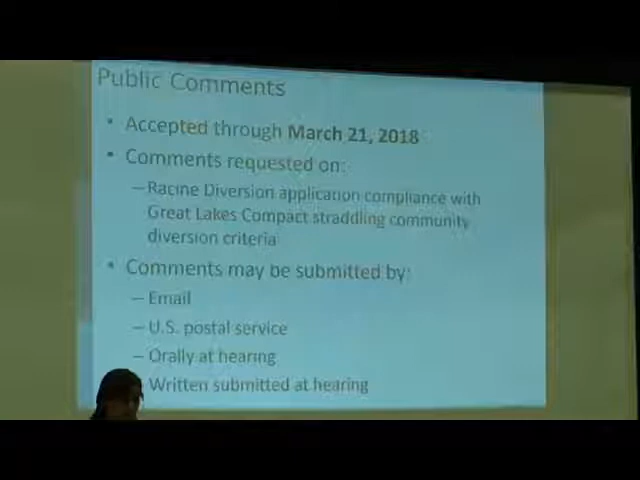 Public Comments
• Accepted through March 21, 2018
• Comments requested on:
—Racine Diversion application compliance with
Great Lakes Compact straddling community
diversion criteria
• Comments may be submitted by:
— Email
— U.S. postal service
— Orally at hearing
Written submitted at hearing